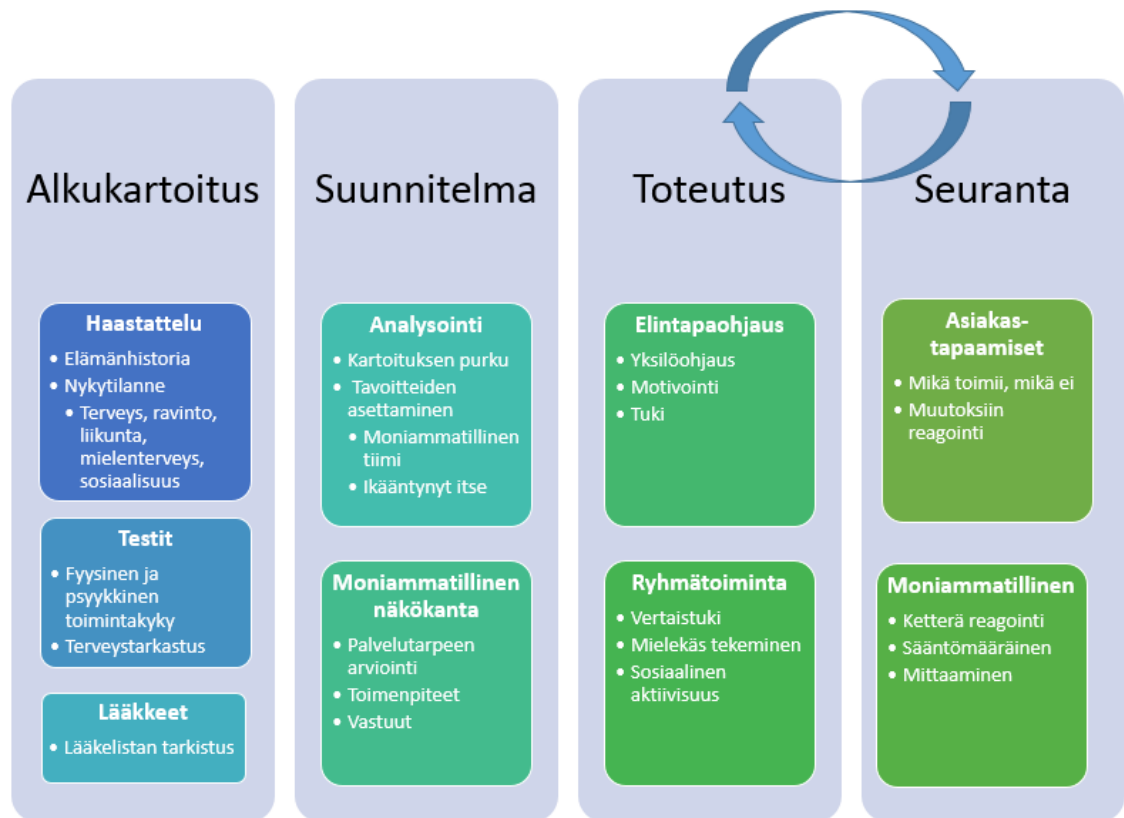 Alkukartoitus
Haastattelu
• Elämänhistoria
• Nykytilanne
• Terveys, ravinto,
liikunta,
mielenterveys,
sosiaalisuus
Testit
• Fyysinen ja
psyykkinen
toimintakyky
• Terveystarkastus
Lääkkeet
• Lääkelistan tarkistus
Suunnitelma
Analysointi
• Kartoituksen purku
• Tavoitteiden
asettaminen
• Moniammatillinen
tiimi
• Ikääntynyt itse
Moniammatillinen
näkökanta
• Palvelutarpeen
arviointi
• Toimenpiteet
• Vastuut
Toteutus
Elintapaohjaus
• Yksilöohjaus
• Motivointi
• Tuki
Ryhmätoiminta
• Vertaistuki
• Mielekäs tekeminen
• Sosiaalinen
aktiivisuus
Seuranta
Asiakas-
tapaamiset
• Mikä toimii, mikä ei
• Muutoksiin
reagointi
Moniammatillinen
• Ketterä reagointi
• Sääntömääräinen
• Mittaaminen